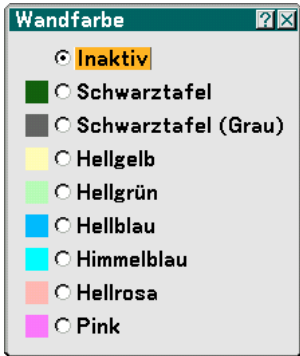 Wandfarbe
Inaktiv
Schwarztafel
Schwarztafel (Grau)
Hellgelb
Hellgrün
Hellblau
Himmelblau
Hellrosa
Pink